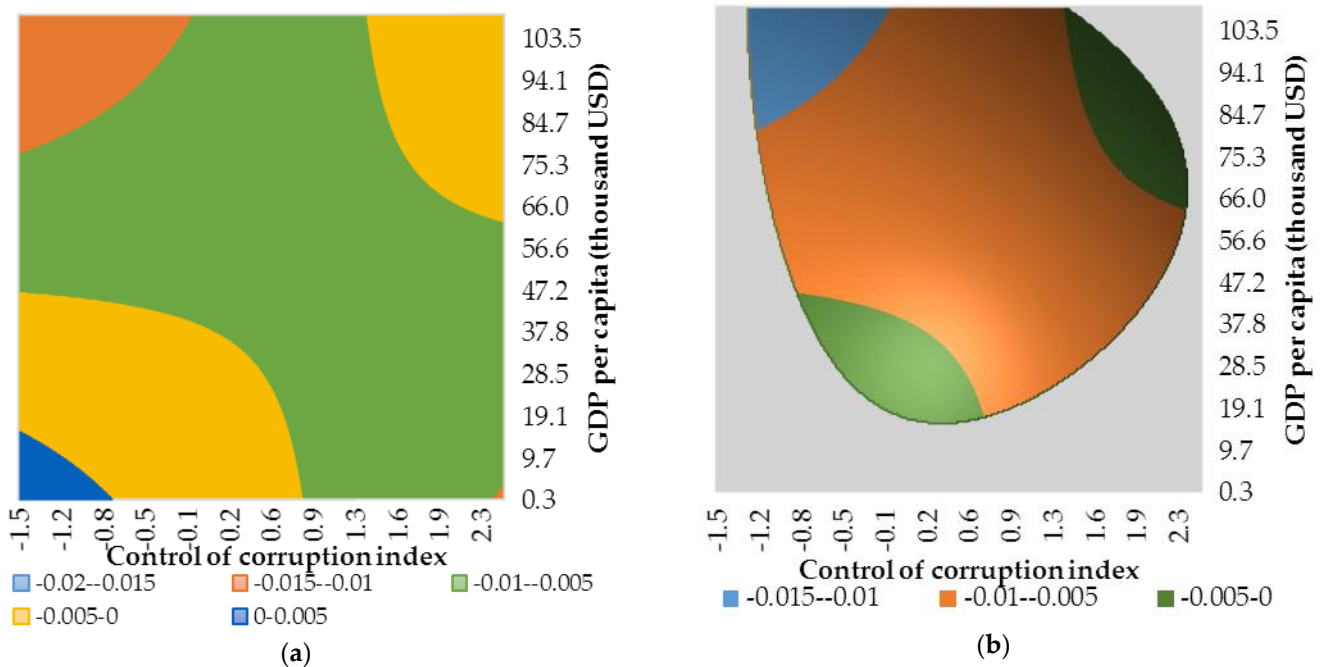 103.5
94.1
84.7
75.3
66.0
56.6
47.2
37.8
28.5
19.1
9.7
0.3
GDP per capita (thousand USD)
-1.5 -1.2 -0.8 -0.5 -0.1 0.2 0.6 0.9 1.3 1.6 1.9 2.3
Control of corruption index
-0.02--0.015 -0.015--0.01 -0.01--0.005
-0.005-0 0-0.005
(a)
103.5
94.1
84.7
75.3
66.0
56.6
47.2
37.8
28.5
19.1
9.7
0.3
GDP per capita (thousand USD)
-1.5 -1.2 -0.8 -0.5 -0.1 0.2 0.6 0.9 1.3 1.6 1.9 2.3
Control of corruption index
-0.015--0.01 -0.01--0.005 -0.005-0
(b)